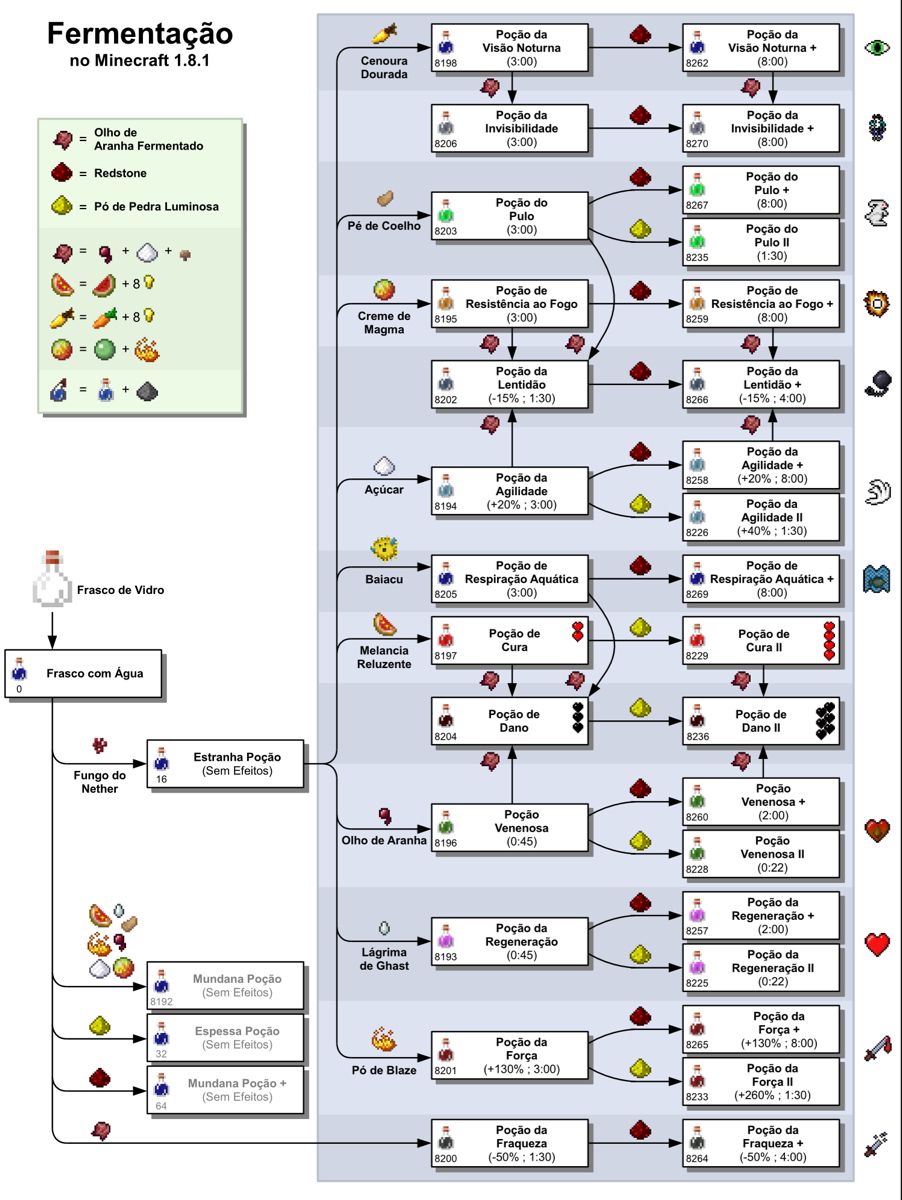 Fermentação
no Minecraft 1.8.1
= Olho de
Aranha Fermentado
= Redstone
= Pó de Pedra Luminosa
= + +
= + 8
= + 8
= +
= +
Frasco de Vidro
Frasco com Água
0
Fungo do
Nether
Estranha Poção
(Sem Efeitos)
16
Mundana Poção
(Sem Efeitos)
8192
Espessa Poção
(Sem Efeitos)
32
Mundana Poção +
(Sem Efeitos)
64
Cenoura
Dourada
Poção da
Visão Noturna
(3:00)
8198
Poção da
Visão Noturna +
(8:00)
8262
Poção da
Invisibilidade
(3:00)
8206
Poção da
Invisibilidade +
(8:00)
8270
Pé de Coelho
Poção do
Pulo
(3:00)
8203
Poção do
Pulo +
(8:00)
8267
Poção do
Pulo II
(1:30)
8235
Creme de
Magma
Poção de
Resistência ao Fogo
(3:00)
8195
Poção de
Resistência ao Fogo +
(8:00)
8259
Poção da
Lentidão
(-15% ; 1:30)
8202
Poção da
Lentidão +
(-15% ; 4:00)
8266
Açúcar
Poção da
Agilidade
(+20% ; 3:00)
8194
Poção da
Agilidade +
(+20% ; 8:00)
8258
Poção da
Agilidade II
(+40% ; 1:30)
8226
Baiacu
Poção de
Respiração Aquática
(3:00)
8205
Poção de
Respiração Aquática +
(8:00)
8269
Melancia
Reluzente
Poção de
Cura
8197
Poção de
Cura II
8229
Poção de
Dano
8204
Poção de
Dano II
8236
Olho de Aranha
Poção
Venenosa
(0:45)
8196
Poção
Venenosa +
(2:00)
8260
Poção
Venenosa II
(0:22)
8228
Lágrima
de Ghast
Poção da
Regeneração
(0:45)
8193
Poção da
Regeneração +
(2:00)
8257
Poção da
Regeneração II
(0:22)
8225
Pó de Blaze
Poção da
Força
(+130% ; 3:00)
8201
Poção da
Força +
(+130% ; 8:00)
8265
Poção da
Força II
(+260% ; 1:30)
8233
Poção da
Fraqueza
(-50% ; 1:30)
8200
Poção da
Fraqueza +
(-50% ; 4:00)
8264